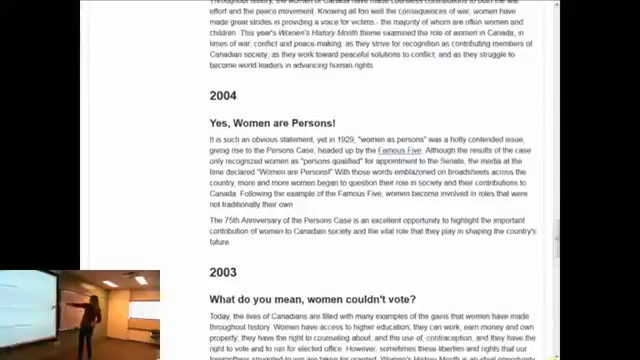 Throughout history, the women of Canada have made countless contributions to both the war
effort and the peace movement. Knowing all too well the consequences of war, women have
made great strides in providing a voice for victims - the majority of whom are often women and
children. This year's Women's History Month theme examined the role of women in Canada, in
times of war, conflict and peace-making; as they strive for recognition as contributing members of
Canadian society; as they work toward peaceful solutions to conflict; and as they struggle to
become world leaders in advancing human rights.
2004
Yes, Women are Persons!
It is such an obvious statement, yet in 1929, "women as persons" was a hotly contended issue,
giving rise to the Persons Case, headed up by the Famous Five. Although the results of the case
only recognized women as "persons qualified" for appointment to the Senate, the media at the
time declared "Women are Persons!" With those words emblazoned on broadsheets across the
country, more and more women began to question their role in society and their contributions to
Canada. Following the example of the Famous Five, women become involved in roles that were
not traditionally their own.
The 75th Anniversary of the Persons Case is an excellent opportunity to highlight the important
contribution of women to Canadian society and the vital role that they play in shaping the country's
future.
2003
What do you mean, women couldn't vote?
Today, the lives of Canadians are filled with many examples of the gains that women have made
throughout history. Women have access to higher education, they can work, earn money and own
property; they have the right to counseling about, and the use of, contraception, and they have the
right to vote and to run for elected office. However, sometimes these liberties and rights that our
foremothers struggled to win are taken for granted. Women's History Month is an ideal opportunity